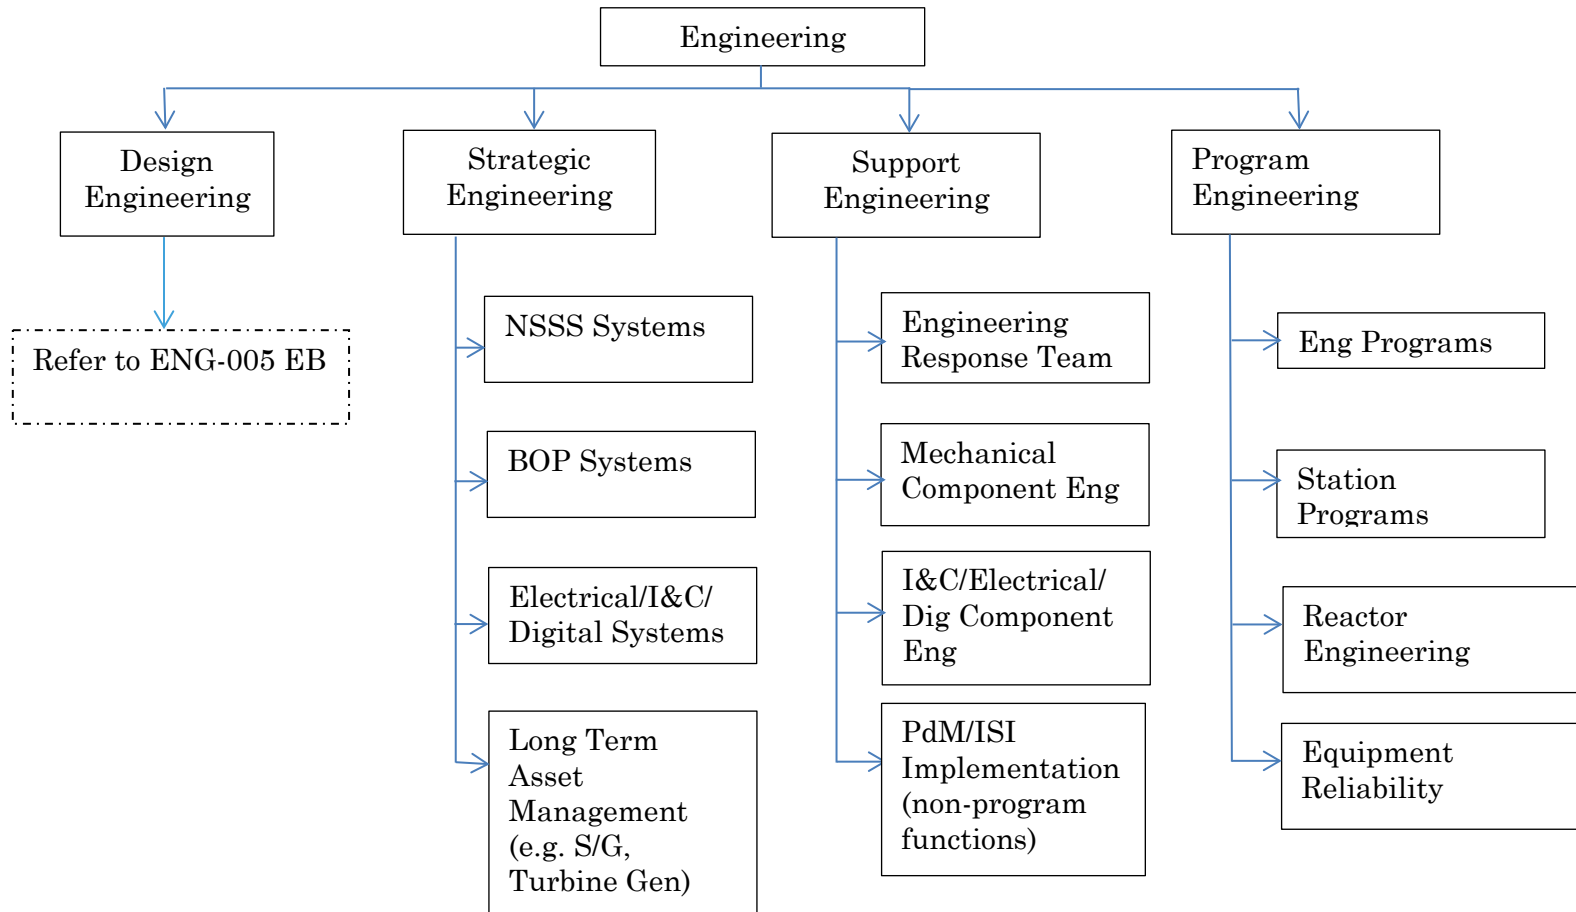 Engineering
Design
Engineering
Strategic
Engineering
Support
Engineering
Program
Engineering
Refer to ENG-005 EB
NSSS Systems
BOP Systems
Electrical/I&C/
Digital Systems
Long Term
Asset
Management
(e.g. S/G,
Turbine Gen)
Engineering
Response Team
Mechanical
Component Eng
I&C/Electrical/
Dig Component
Eng
PdM/ISI
Implementation
(non-program
functions)
Eng Programs
Station
Programs
Reactor
Engineering
Equipment
Reliability